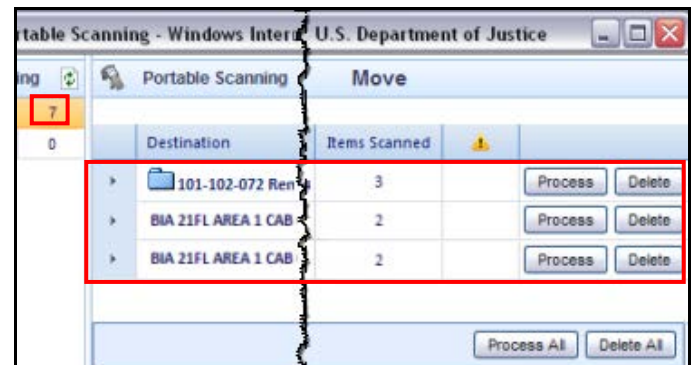 rtable Scanning - Windows Intern U.S. Department of Justice
ing Portable Scanning Move
7
0 Destination Items Scanned
101-102-072 Ren 3 Process Delete
BIA 21FL AREA 1 CAB 2 Process Delete
BIA 21FL AREA 1 CAB 2 Process Delete
Process All Delete All